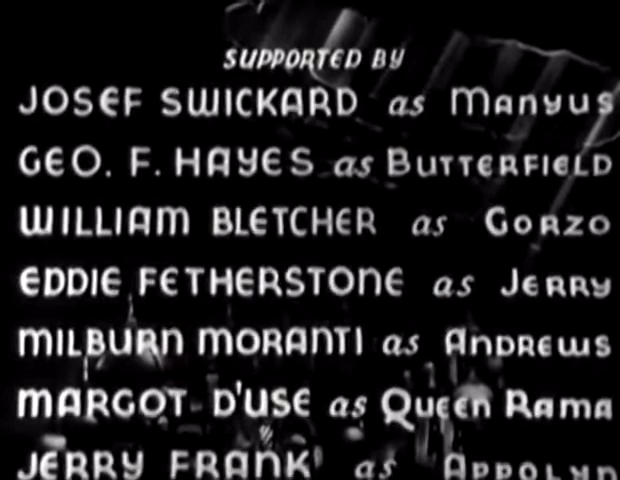 SUPPORTED BY
JOSEF SWICKARD as Manyus
GEO. F. HAYES as BUTTERFIELD
WILLIAM BLETCHER as GORZO
EDDIE FETHERSTONE as JERRY
MILBURN MORANTI as ANDREWS
MARGOT D'USE as QUEEN RAMA
JERRY FRANK as APPOLYN